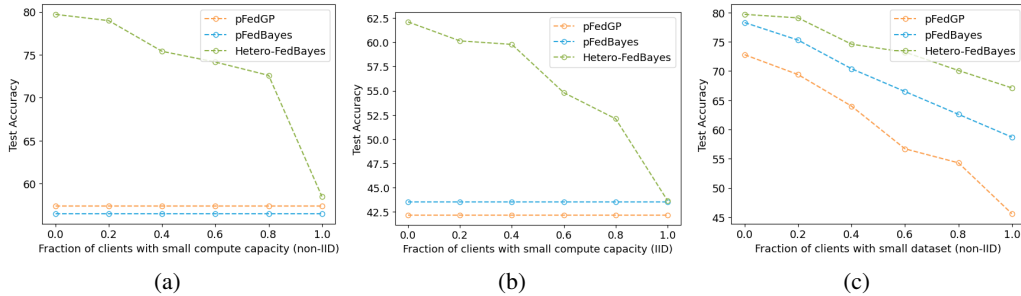 80
75
70
65
60
Test Accuracy
0.0 0.2 0.4 0.6 0.8 1.0
Fraction of clients with small compute capacity (non-IID)
pFedGP
pFedBayes
Hetero-FedBayes
(a)
62.5
60.0
57.5
55.0
52.5
50.0
47.5
45.0
42.5
Test Accuracy
0.0 0.2 0.4 0.6 0.8 1.0
Fraction of clients with small compute capacity (IID)
pFedGP
pFedBayes
Hetero-FedBayes
(b)
80
75
70
65
60
55
50
45
Test Accuracy
0.0 0.2 0.4 0.6 0.8 1.0
Fraction of clients with small dataset (non-IID)
pFedGP
pFedBayes
Hetero-FedBayes
(c)